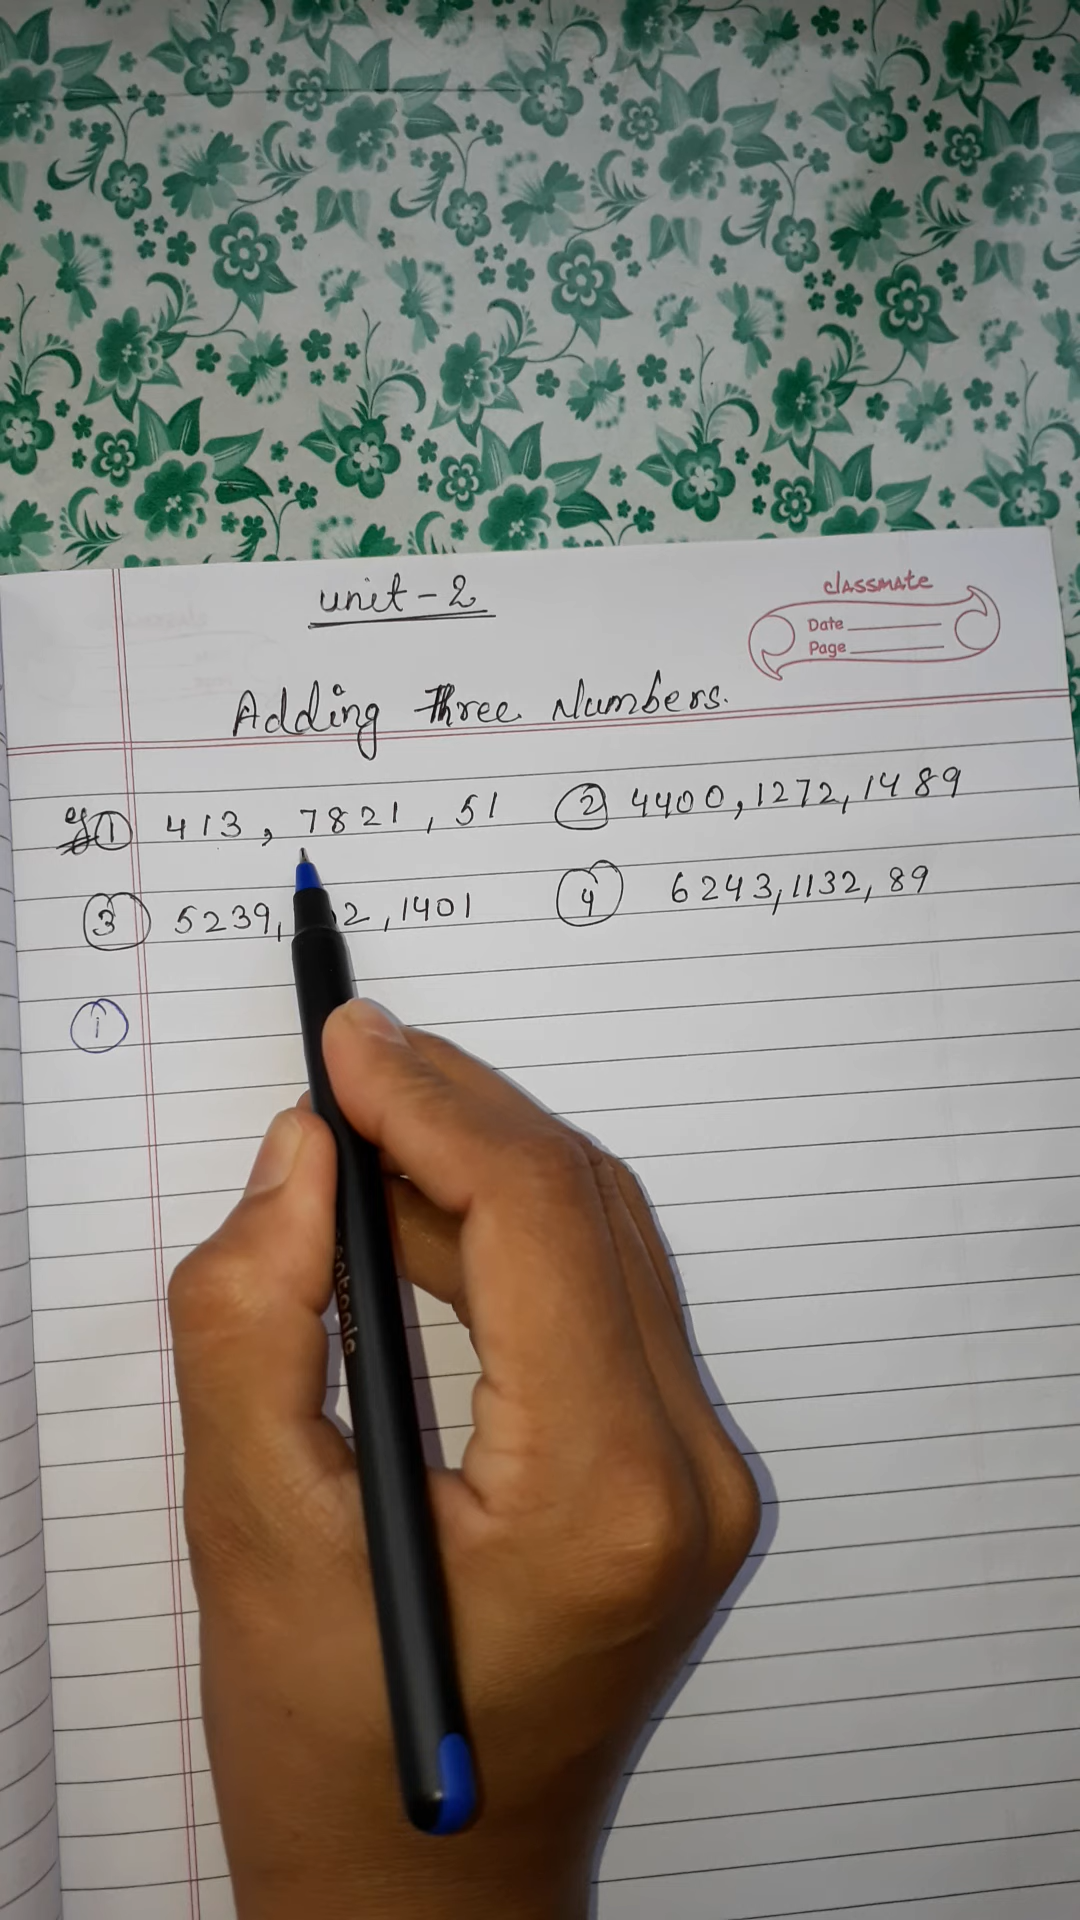 unit - 2
classmate
Date
Page
Adding Three Numbers.
① 413, 7821, 51 ② 4400, 1272, 1489
③ 5239, 2, 1401 ④ 6243, 1132, 89
①